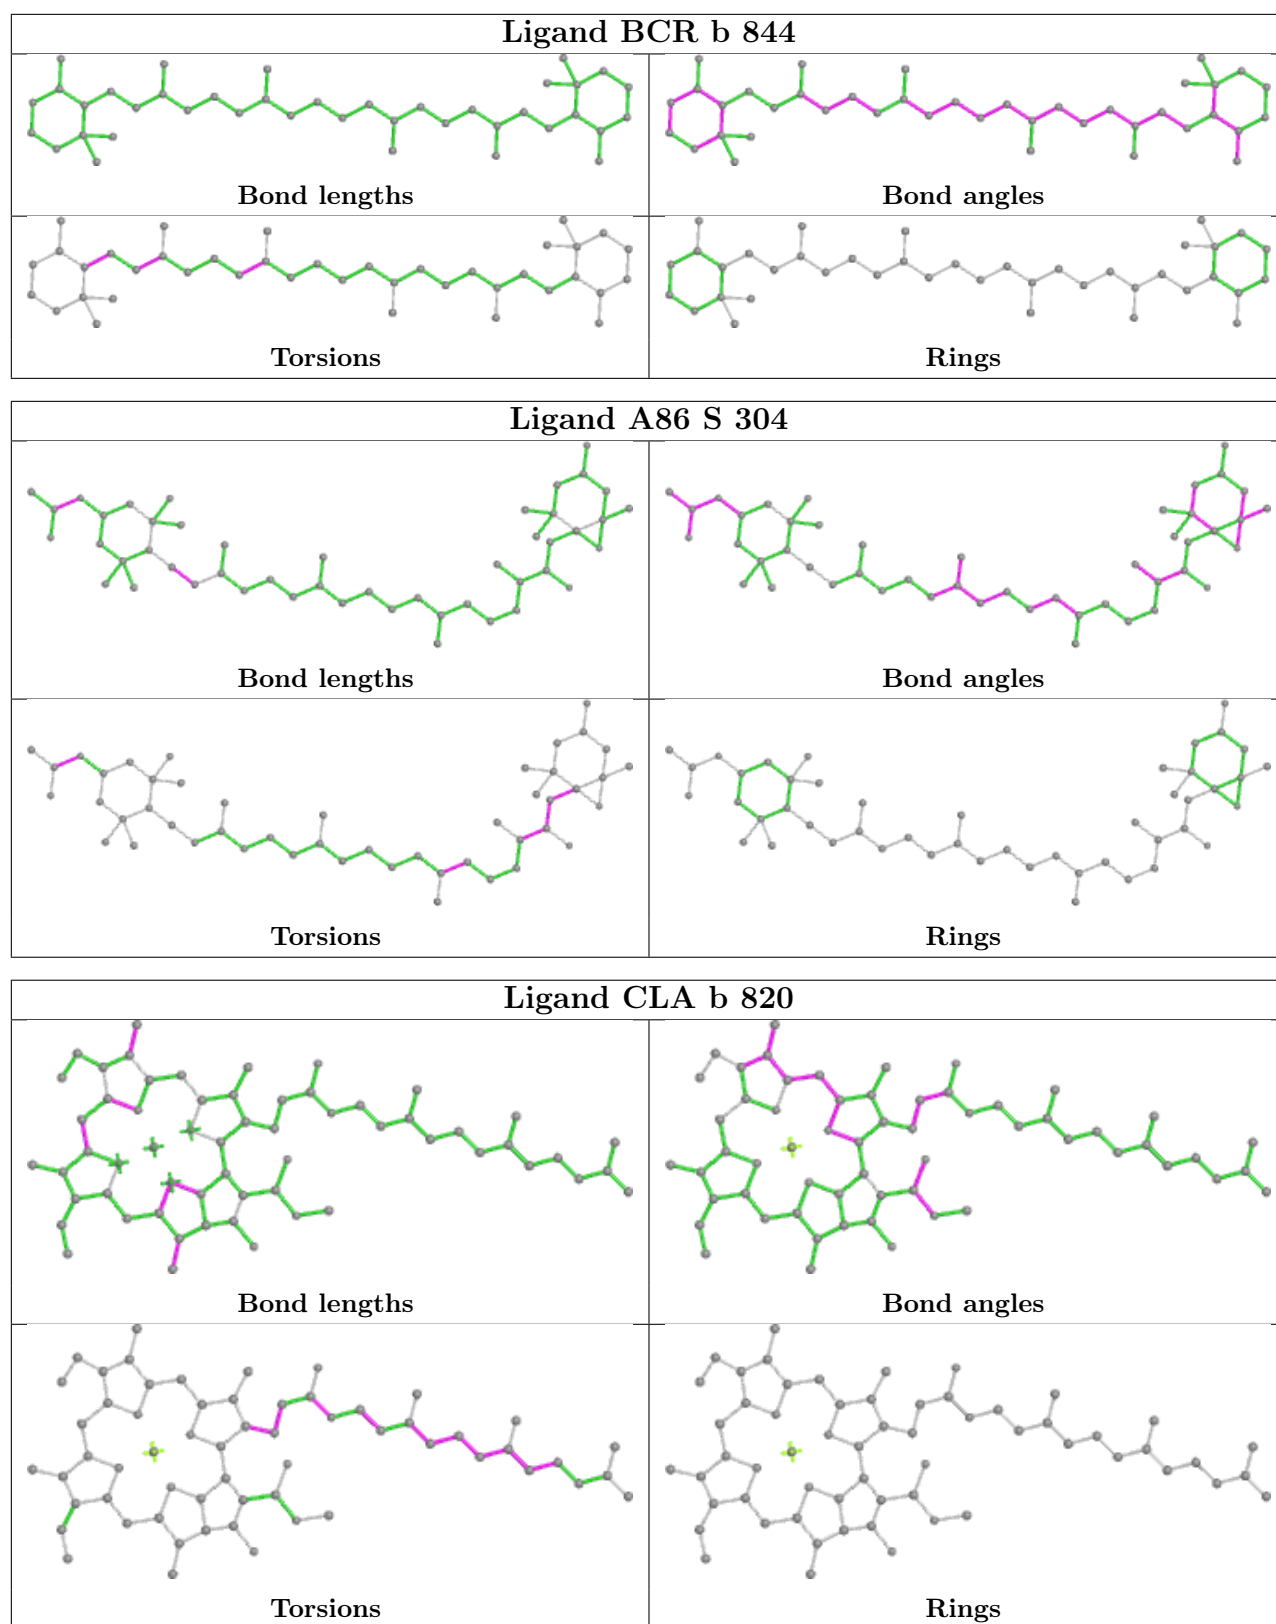 Ligand BCR b 844
Bond lengths
Bond angles
Torsions
Rings
Ligand A86 S 304
Bond lengths
Bond angles
Torsions
Rings
Ligand CLA b 820
Bond lengths
Bond angles
Torsions
Rings